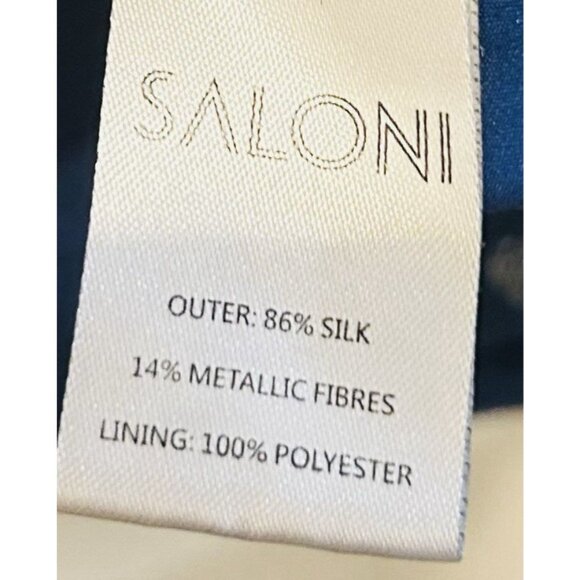 SALONI
OUTER: 86% SILK
14% METALLIC FIBRES
LINING: 100% POLYESTER